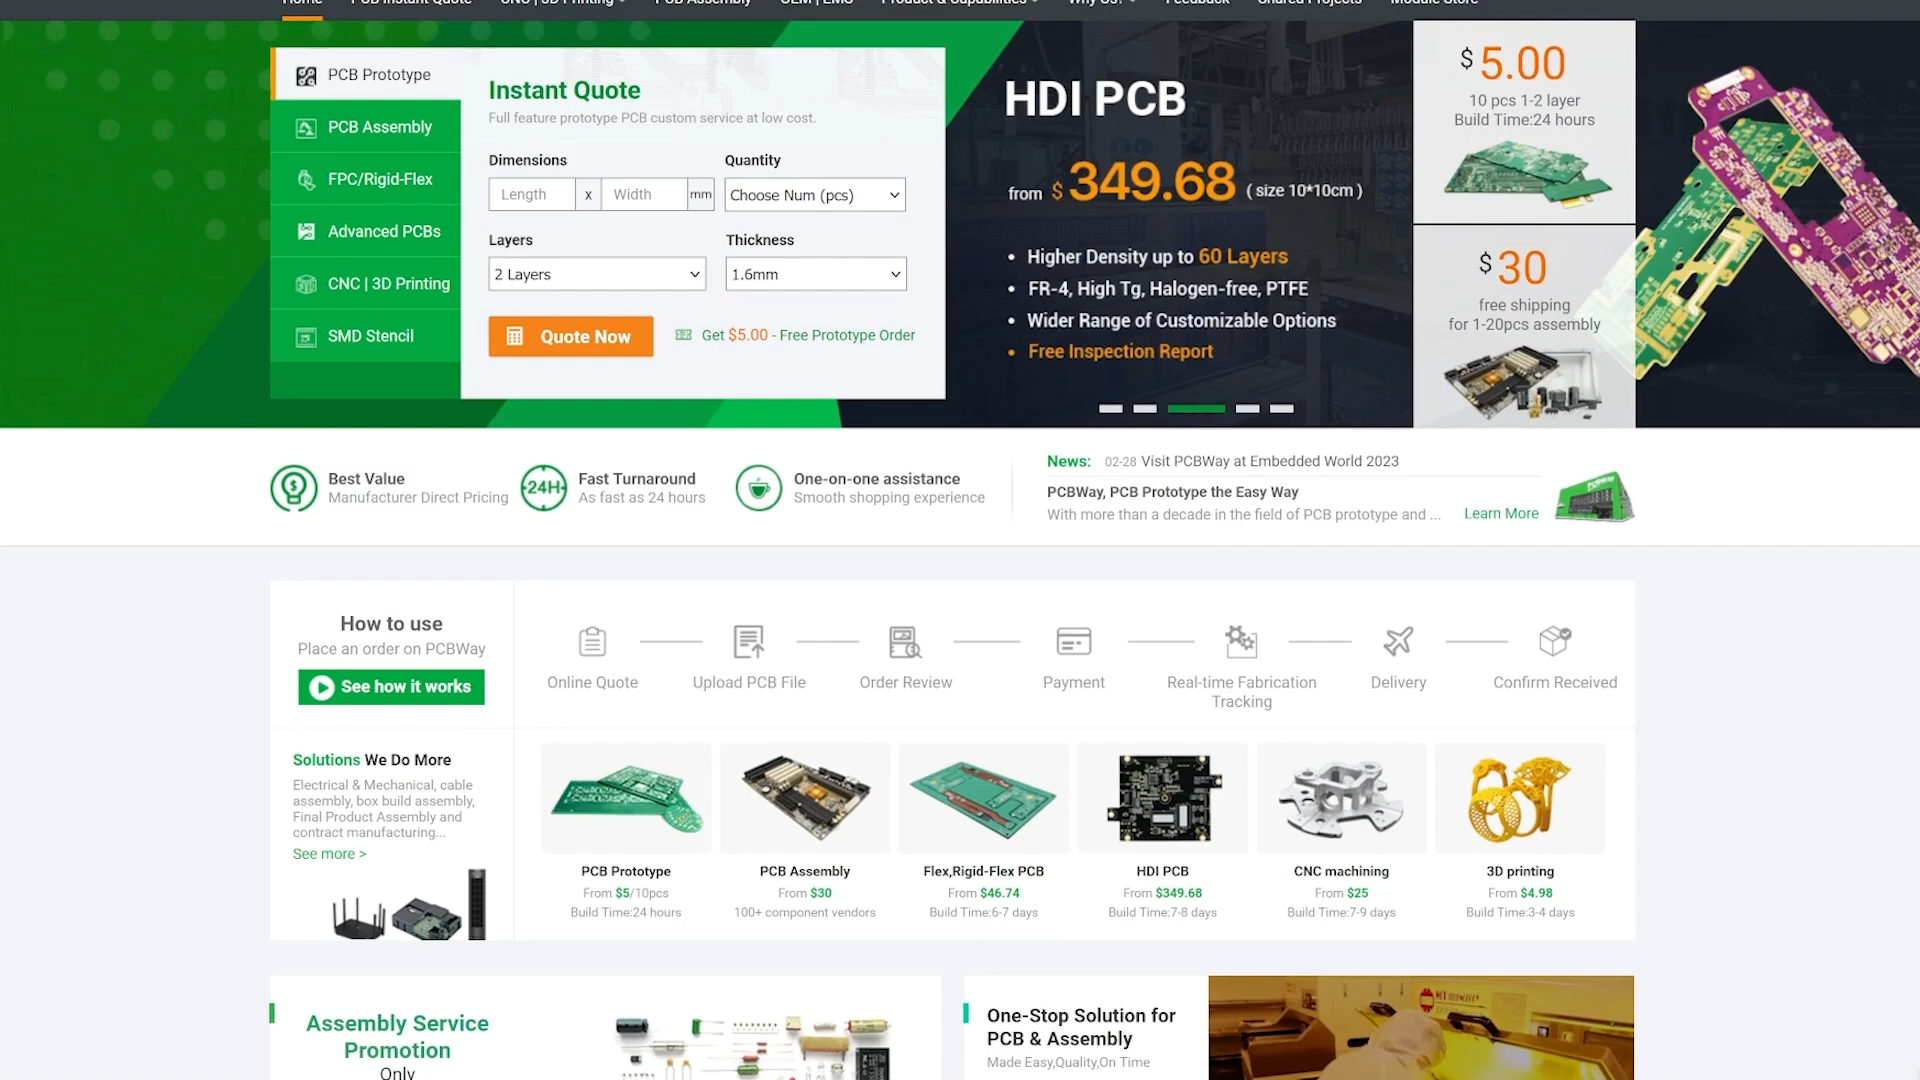 Home PCB Instant Quote CNC | 3D Printing PCB Assembly OEM | EMS Product & Capabilities Why Us? Feedback Shared Projects Module Store
PCB Prototype
PCB Assembly
FPC/Rigid-Flex
Advanced PCBs
CNC | 3D Printing
SMD Stencil
Instant Quote
Full feature prototype PCB custom service at low cost.
Dimensions Quantity
Length x Width mm Choose Num (pcs)
Layers Thickness
2 Layers 1.6mm
Quote Now Get $5.00 - Free Prototype Order
HDI PCB
from $ 349.68 ( size 10*10cm )
• Higher Density up to 60 Layers
• FR-4, High Tg, Halogen-free, PTFE
• Wider Range of Customizable Options
• Free Inspection Report
$ 5.00
10 pcs 1-2 layer
Build Time:24 hours
$ 30
free shipping
for 1-20pcs assembly
Best Value
Manufacturer Direct Pricing
24H
Fast Turnaround
As fast as 24 hours
One-on-one assistance
Smooth shopping experience
News: 02-28 Visit PCBWay at Embedded World 2023
PCBWay, PCB Prototype the Easy Way
With more than a decade in the field of PCB prototype and ... Learn More
How to use
Place an order on PCBWay
See how it works
Online Quote
Upload PCB File
Order Review
Payment
Real-time Fabrication
Tracking
Delivery
Confirm Received
Solutions We Do More
Electrical & Mechanical, cable
assembly, box build assembly,
Final Product Assembly and
contract manufacturing...
See more >
PCB Prototype
From $5/10pcs
Build Time:24 hours
PCB Assembly
From $30
100+ component vendors
Flex,Rigid-Flex PCB
From $46.74
Build Time:6-7 days
HDI PCB
From $349.68
Build Time:7-8 days
CNC machining
From $25
Build Time:7-9 days
3D printing
From $4.98
Build Time:3-4 days
Assembly Service
Promotion
Only
One-Stop Solution for
PCB & Assembly
Made Easy,Quality,On Time